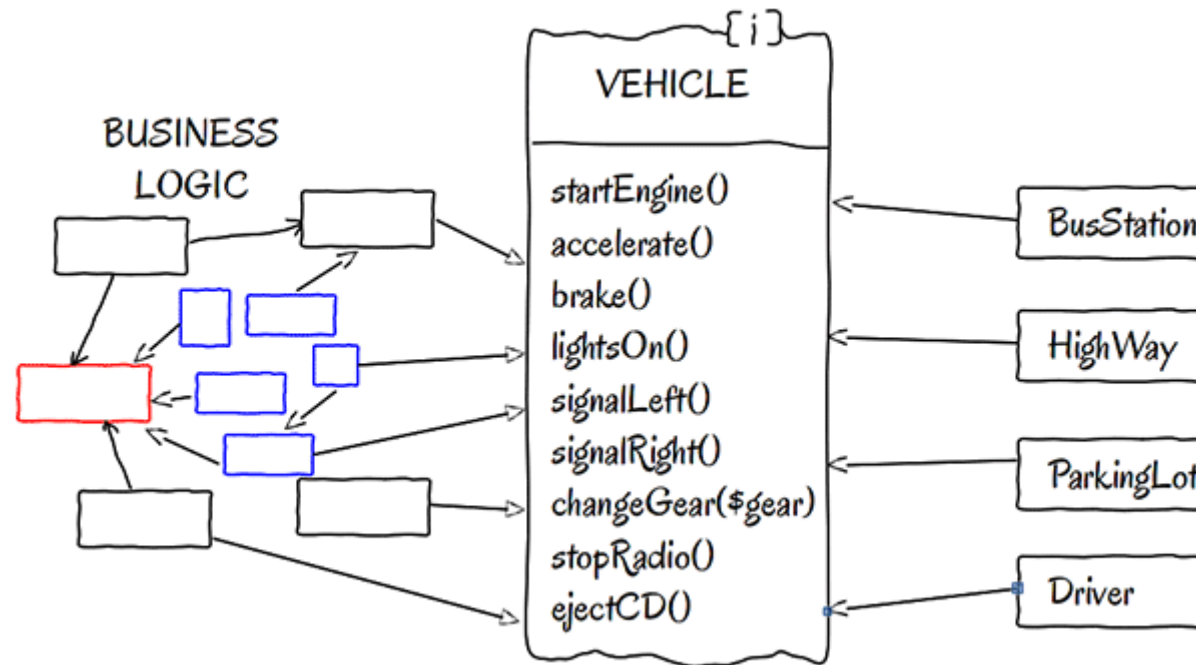 BUSINESS
LOGIC
[i]
VEHICLE
startEngine()
accelerate()
brake()
lightsOn()
signalLeft()
signalRight()
changeGear($gear)
stopRadio()
ejectCD()
BusStation
HighWay
ParkingLot
Driver